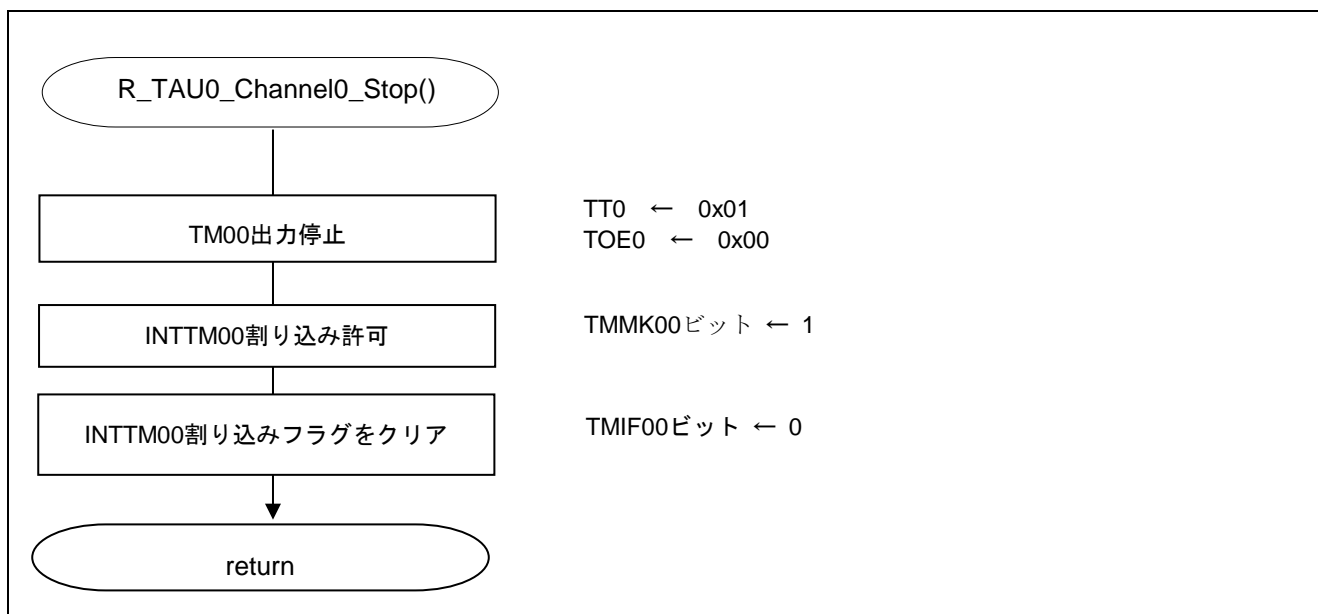 R_TAU0_Channel0_Stop()
TM00出力停止
TT0 ← 0x01
TOE0 ← 0x00
INTTM00割り込み許可
TMMK00ビット ← 1
INTTM00割り込みフラグをクリア
TMIF00ビット ← 0
return